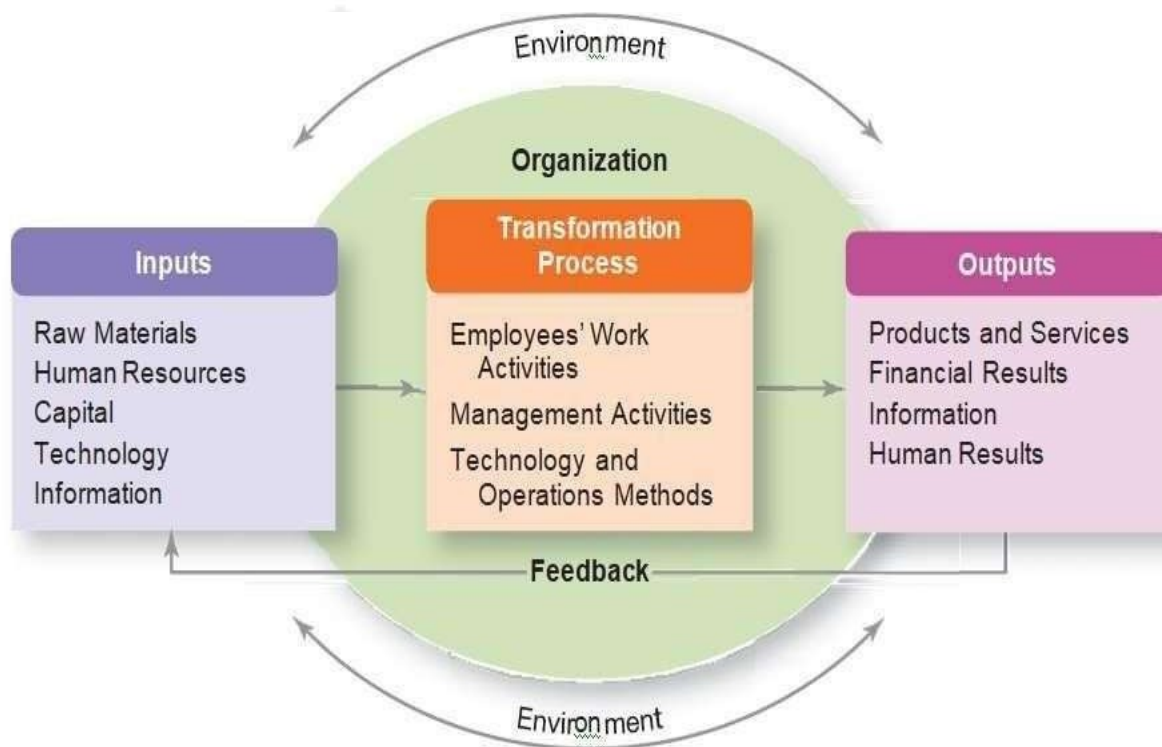 Environment
Organization
Inputs
Raw Materials
Human Resources
Capital
Technology
Information
Transformation
Process
Employees’ Work
Activities
Management Activities
Technology and
Operations Methods
Outputs
Products and Services
Financial Results
Information
Human Results
Feedback
Environment